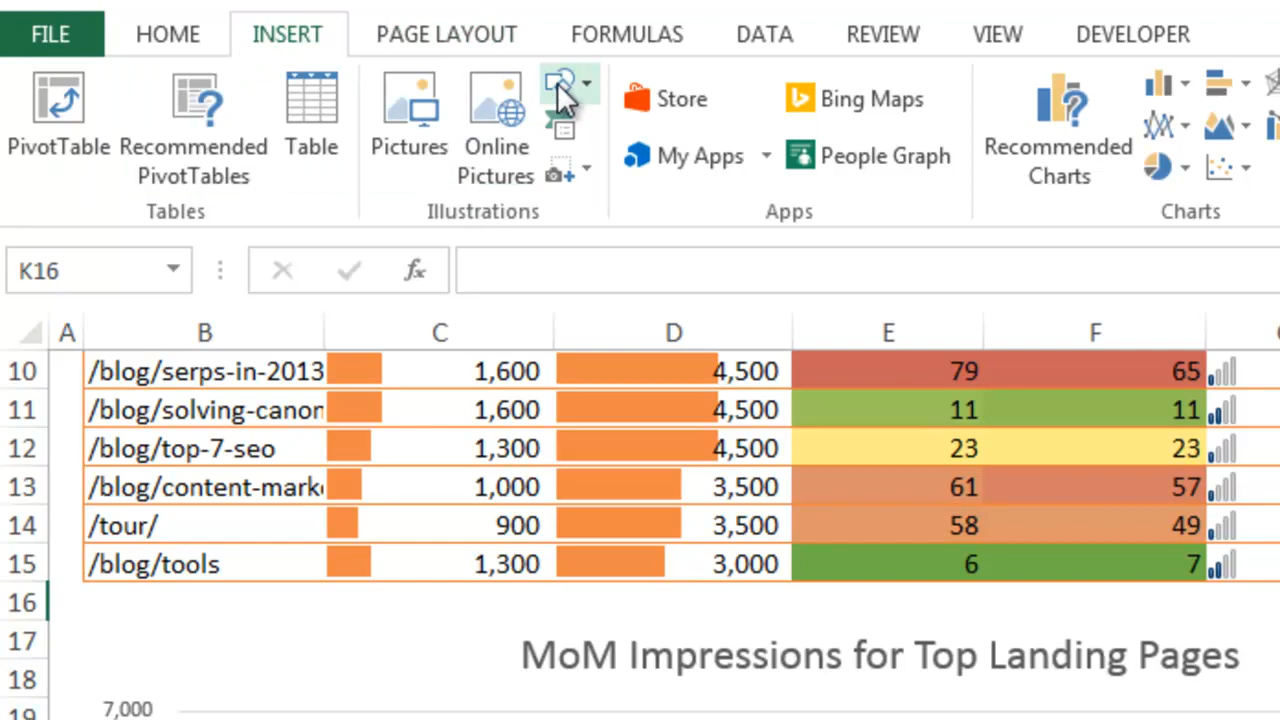 FILE HOME INSERT PAGE LAYOUT FORMULAS DATA REVIEW VIEW DEVELOPER
PivotTable
Recommended
PivotTables
Table
Tables
Pictures
Online
Pictures
Illustrations
Store
My Apps
Bing Maps
People Graph
Apps
Recommended
Charts
Charts
K16
fx
A B C D E F
10 /blog/serps-in-2013 1,600 4,500 79 65
11 /blog/solving-canon 1,600 4,500 11 11
12 /blog/top-7-seo 1,300 4,500 23 23
13 /blog/content-mark 1,000 3,500 61 57
14 /tour/ 900 3,500 58 49
15 /blog/tools 1,300 3,000 6 7
16
17
MoM Impressions for Top Landing Pages
18
19
7,000